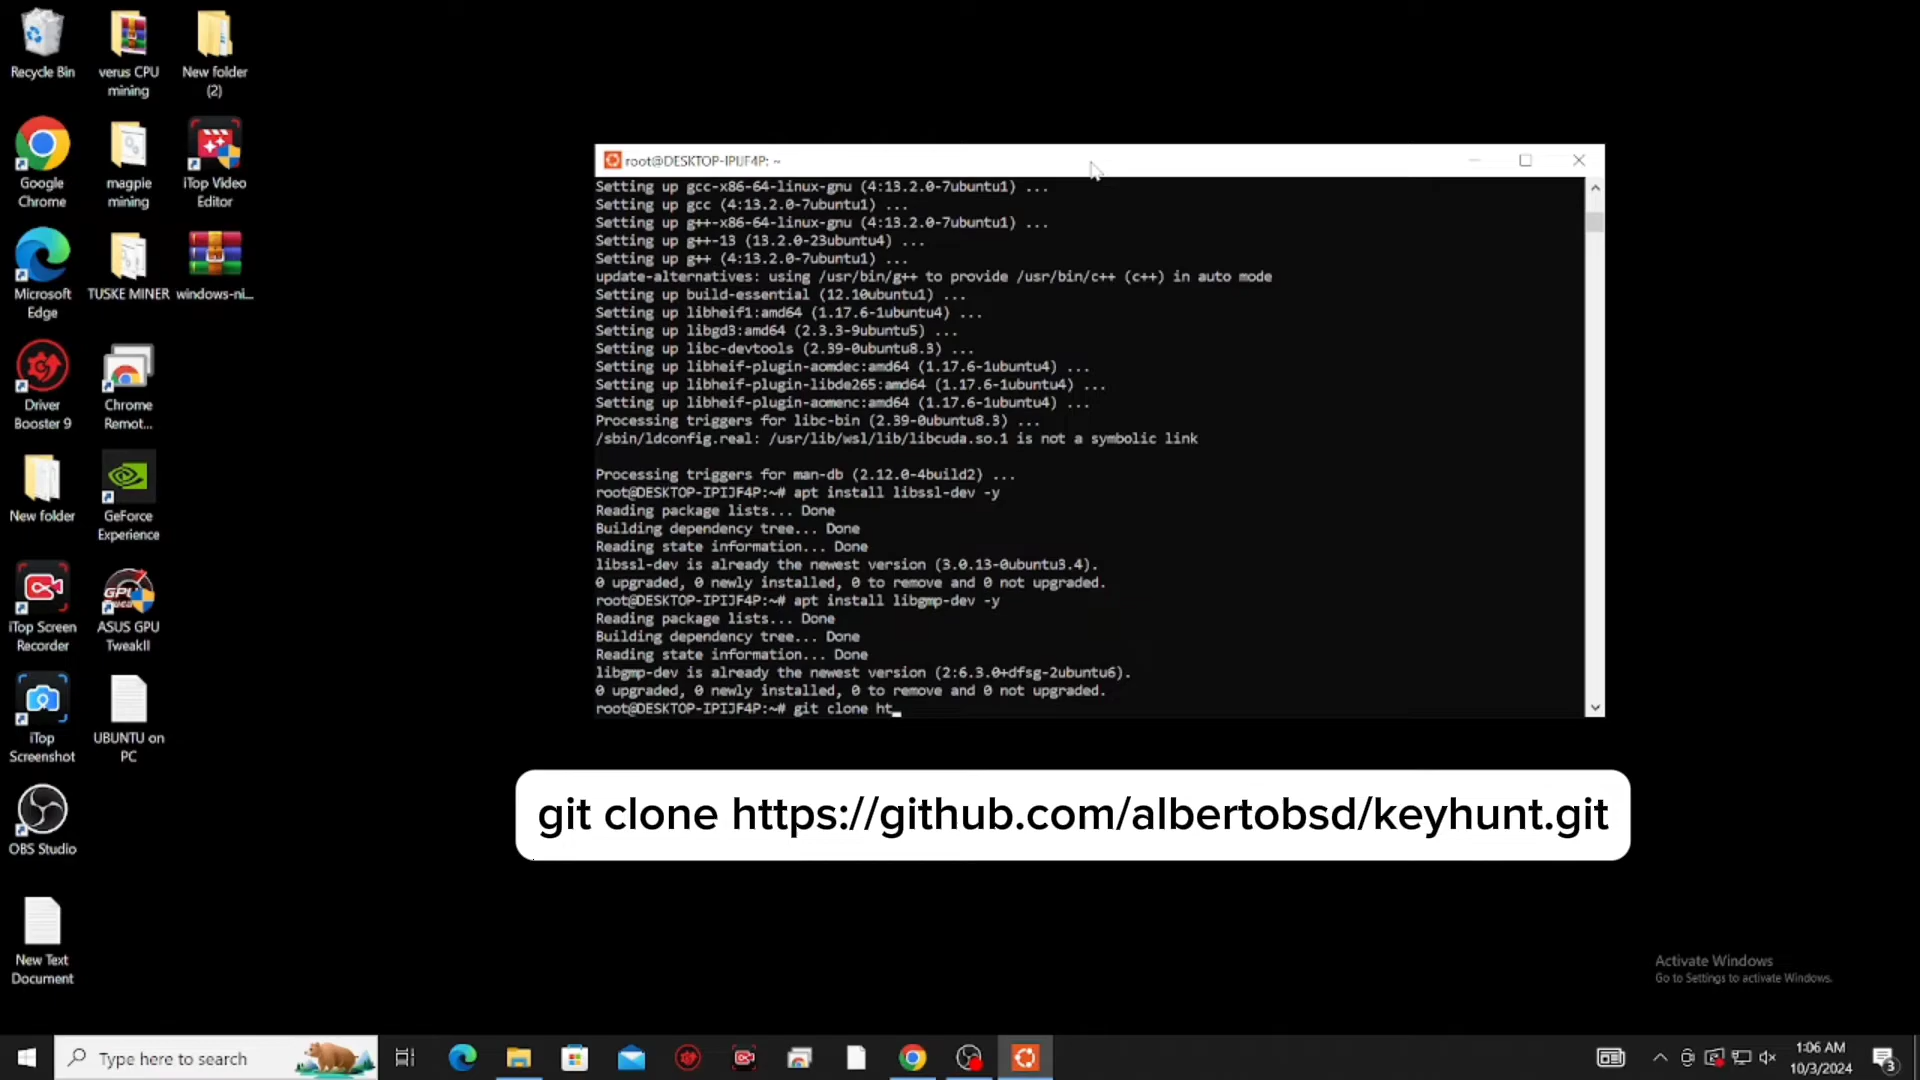 Recycle Bin
verus CPU
mining
New folder
(2)
Google
Chrome
magpie
mining
iTop Video
Editor
Microsoft
Edge
TUSKE MINER
windows-ni...
Driver
Booster 9
Chrome
Remot...
New folder
GeForce
Experience
iTop Screen
Recorder
ASUS GPU
TweakII
iTop
Screenshot
UBUNTU on
PC
OBS Studio
New Text
Document
root@DESKTOP-IPIJF4P: ~
Setting up gcc-x86-64-linux-gnu (4:13.2.0-7ubuntu1) ...
Setting up gcc (4:13.2.0-7ubuntu1) ...
Setting up g++-x86-64-linux-gnu (4:13.2.0-7ubuntu1) ...
Setting up g++-13 (13.2.0-23ubuntu4) ...
Setting up g++ (4:13.2.0-7ubuntu1) ...
update-alternatives: using /usr/bin/g++ to provide /usr/bin/c++ (c++) in auto mode
Setting up build-essential (12.10ubuntu1) ...
Setting up libheif1:amd64 (1.17.6-1ubuntu4) ...
Setting up libgd3:amd64 (2.3.3-9ubuntu5) ...
Setting up libc-devtools (2.39-0ubuntu8.3) ...
Setting up libheif-plugin-aomdec:amd64 (1.17.6-1ubuntu4) ...
Setting up libheif-plugin-libde265:amd64 (1.17.6-1ubuntu4) ...
Setting up libheif-plugin-aomenc:amd64 (1.17.6-1ubuntu4) ...
Processing triggers for libc-bin (2.39-0ubuntu8.3) ...
/sbin/ldconfig.real: /usr/lib/wsl/lib/libcuda.so.1 is not a symbolic link
Processing triggers for man-db (2.12.0-4build2) ...
root@DESKTOP-IPIJF4P:~# apt install libssl-dev -y
Reading package lists... Done
Building dependency tree... Done
Reading state information... Done
libssl-dev is already the newest version (3.0.13-0ubuntu3.4).
0 upgraded, 0 newly installed, 0 to remove and 0 not upgraded.
root@DESKTOP-IPIJF4P:~# apt install libgmp-dev -y
Reading package lists... Done
Building dependency tree... Done
Reading state information... Done
libgmp-dev is already the newest version (2:6.3.0+dfsg-2ubuntu6).
0 upgraded, 0 newly installed, 0 to remove and 0 not upgraded.
root@DESKTOP-IPIJF4P:~# git clone ht_
git clone https://github.com/albertobsd/keyhunt.git
Activate Windows
Go to Settings to activate Windows.
Type here to search
1:06 AM
10/3/2024
3